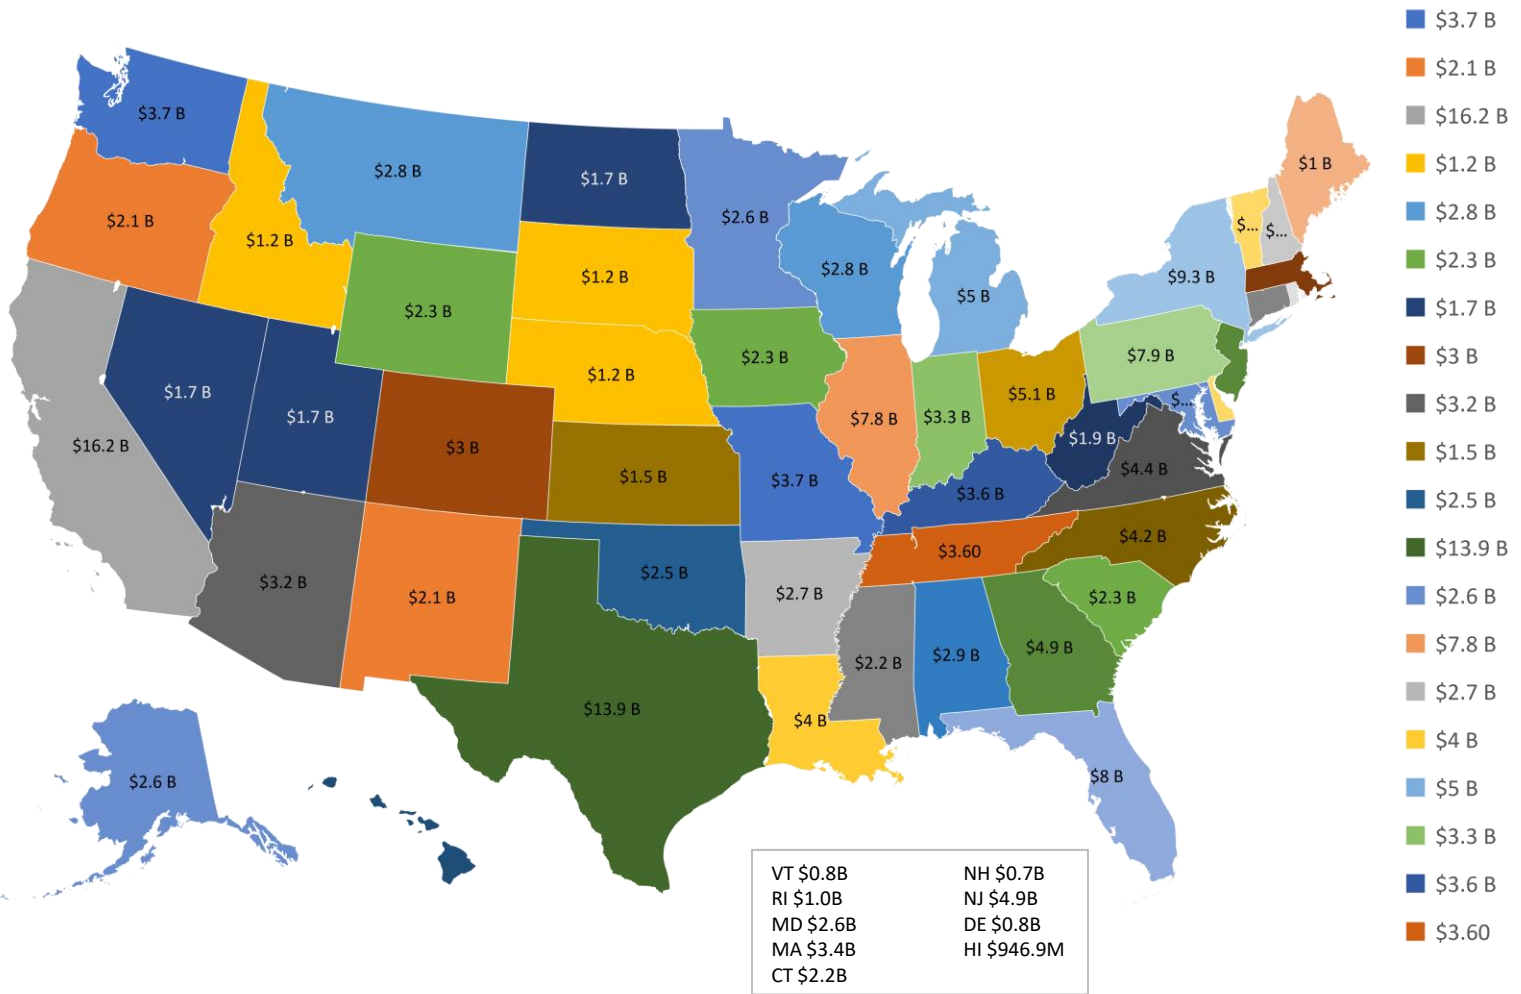 $3.7 B
$2.1 B
$16.2 B
$1.2 B
$2.8 B
$2.3 B
$1.7 B
$3 B
$3.2 B
$1.5 B
$2.5 B
$13.9 B
$2.6 B
$7.8 B
$2.7 B
$4 B
$5 B
$3.3 B
$3.6 B
$3.60
$3.7 B
$2.8 B
$1.7 B
$2.6 B
$1 B
$2.1 B
$1.2 B
$...
$...
$1.2 B
$2.8 B
$9.3 B
$5 B
$2.3 B
$2.3 B
$7.9 B
$1.2 B
$1.7 B
$1.7 B
$7.8 B
$3.3 B
$5.1 B
$...
$16.2 B
$3 B
$1.9 B
$1.5 B
$3.7 B
$3.6 B
$4.4 B
$3.2 B
$2.1 B
$2.5 B
$2.7 B
$3.60
$4.2 B
$2.3 B
$13.9 B
$4 B
$2.2 B
$2.9 B
$4.9 B
$2.6 B
$8 B
VT $0.8B NH $0.7B
RI $1.0B NJ $4.9B
MD $2.6B DE $0.8B
MA $3.4B HI $946.9M
CT $2.2B